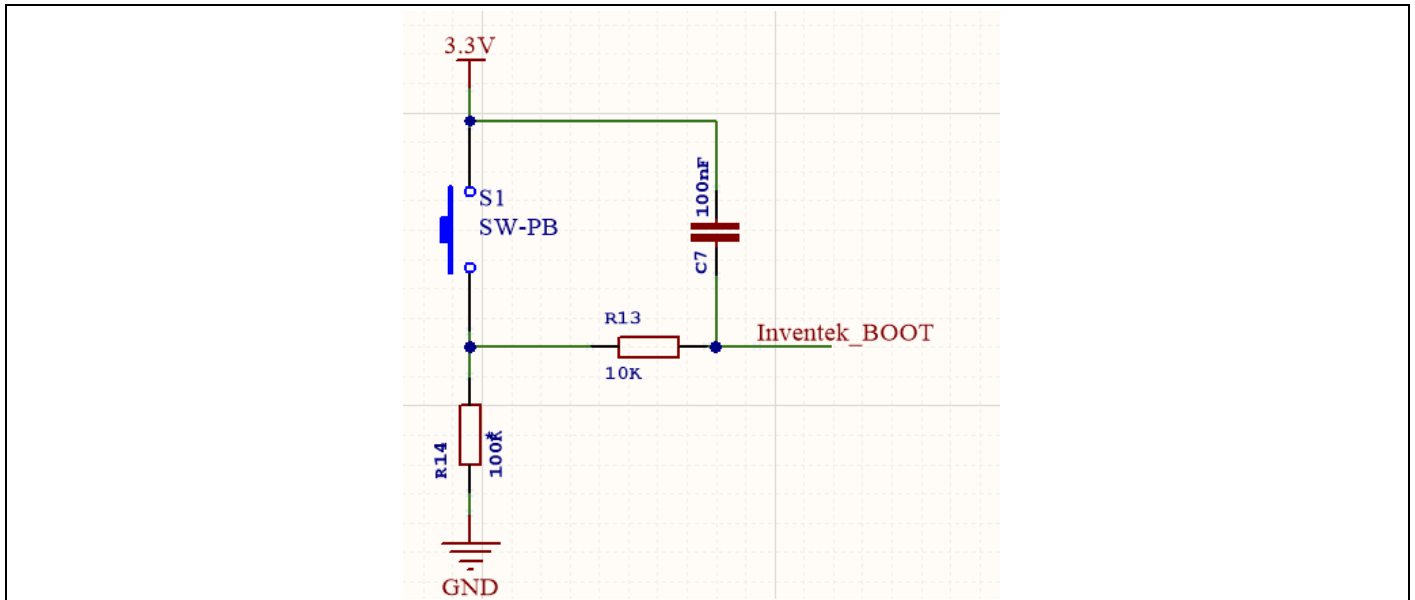 3.3V
S1
SW-PB
100nF
C7
R13
10K
Inventek_BOOT
R14
100K
GND